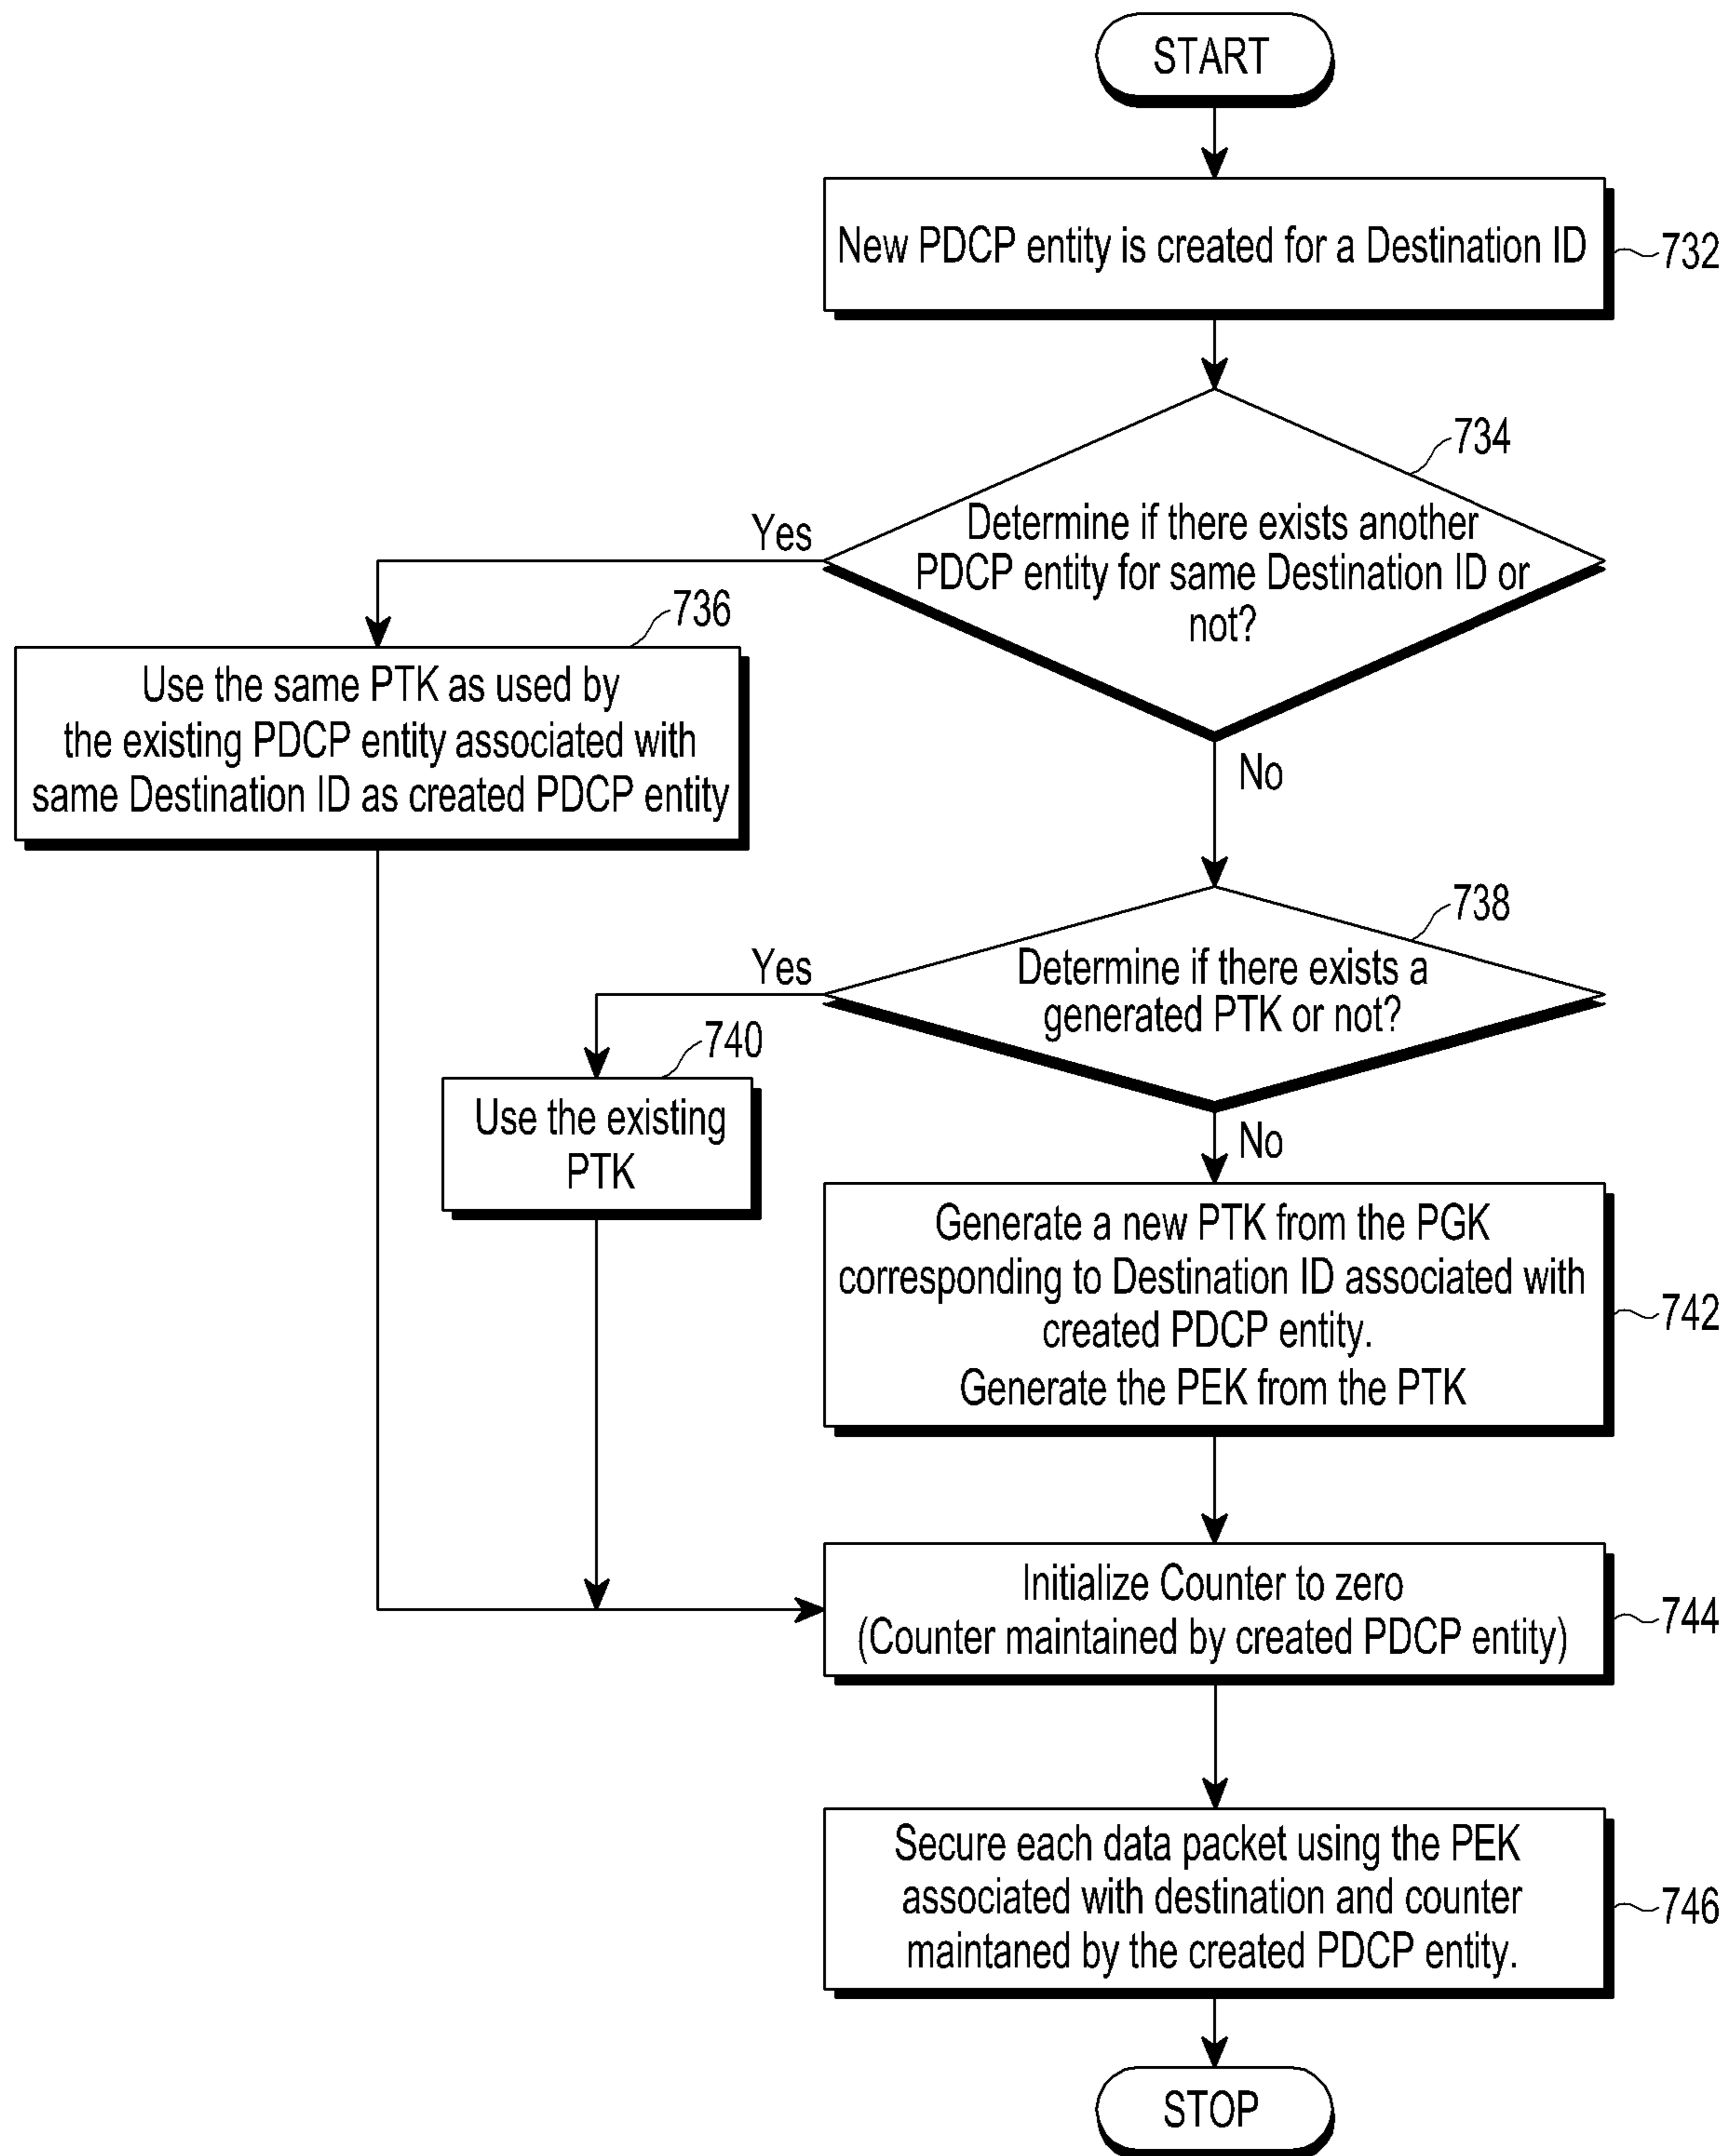 START
New PDCP entity is created for a Destination ID
732
734
Determine if there exists another
PDCP entity for same Destination ID or
not?
Yes
736
Use the same PTK as used by
the existing PDCP entity associated with
same Destination ID as created PDCP entity
No
738
Determine if there exists a
generated PTK or not?
Yes
740
Use the existing
PTK
No
Generate a new PTK from the PGK
corresponding to Destination ID associated with
created PDCP entity.
Generate the PEK from the PTK
742
Initialize Counter to zero
(Counter maintained by created PDCP entity)
744
Secure each data packet using the PEK
associated with destination and counter
maintaned by the created PDCP entity.
746
STOP